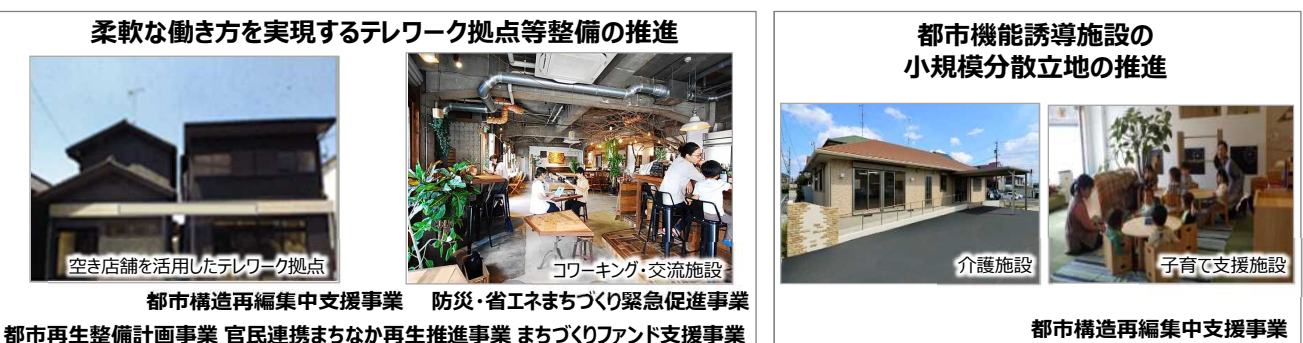 柔軟な働き方を実現するテレワーク拠点等整備の推進
空き店舗を活用したテレワーク拠点
コワーキング・交流施設
都市構造再編集中支援事業 防災・省エネまちづくり緊急促進事業
都市再生整備計画事業 官民連携まちなか再生推進事業 まちづくりファンド支援事業
都市機能誘導施設の
小規模分散立地の推進
介護施設
子育て支援施設
都市構造再編集中支援事業